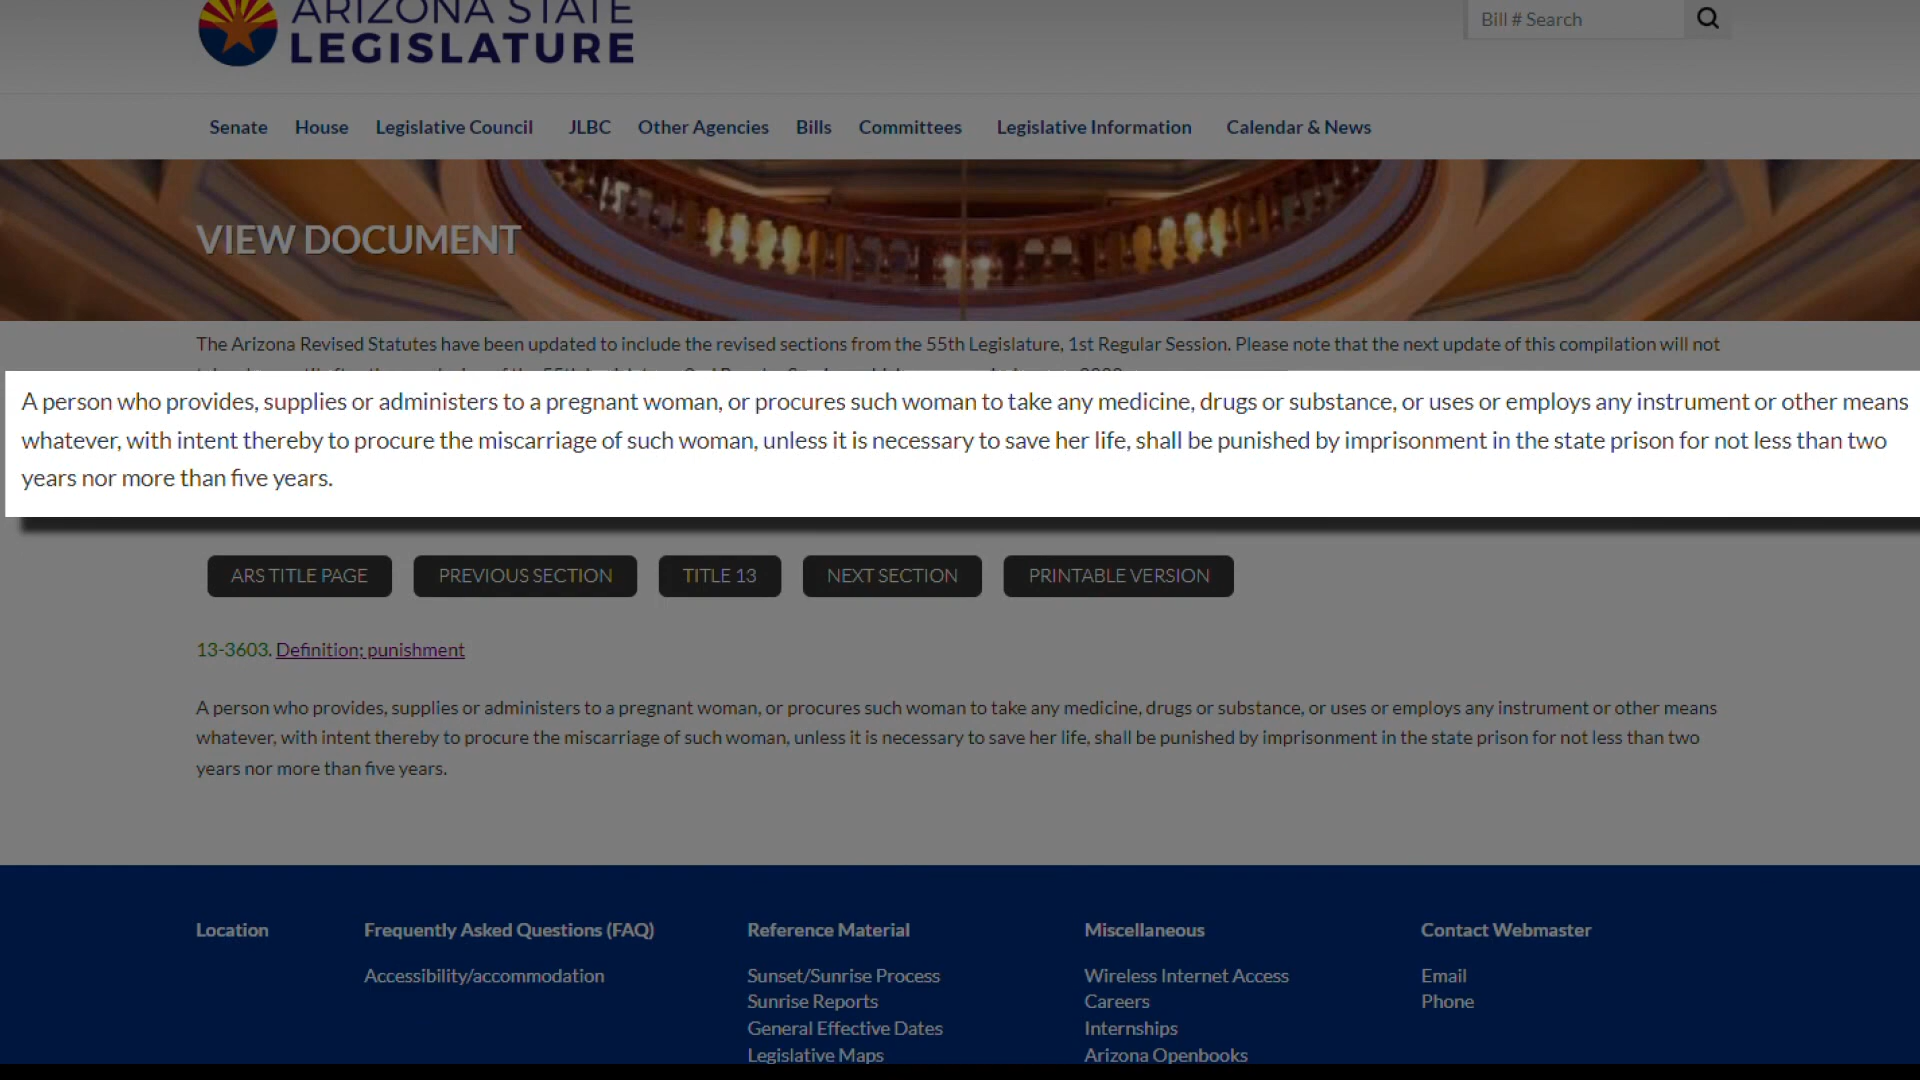 ARIZONA STATE
LEGISLATURE
Bill # Search
Senate House Legislative Council JLBC Other Agencies Bills Committees Legislative Information Calendar & News
VIEW DOCUMENT
The Arizona Revised Statutes have been updated to include the revised sections from the 55th Legislature, 1st Regular Session. Please note that the next update of this compilation will not
A person who provides, supplies or administers to a pregnant woman, or procures such woman to take any medicine, drugs or substance, or uses or employs any instrument or other means
whatever, with intent thereby to procure the miscarriage of such woman, unless it is necessary to save her life, shall be punished by imprisonment in the state prison for not less than two
years nor more than five years.
ARS TITLE PAGE PREVIOUS SECTION TITLE 13 NEXT SECTION PRINTABLE VERSION
13-3603. Definition; punishment
A person who provides, supplies or administers to a pregnant woman, or procures such woman to take any medicine, drugs or substance, or uses or employs any instrument or other means
whatever, with intent thereby to procure the miscarriage of such woman, unless it is necessary to save her life, shall be punished by imprisonment in the state prison for not less than two
years nor more than five years.
Location Frequently Asked Questions (FAQ) Reference Material Miscellaneous Contact Webmaster
Accessibility/accommodation Sunset/Sunrise Process Wireless Internet Access Email
Sunrise Reports Careers Phone
General Effective Dates Internships
Legislative Maps Arizona Openbooks